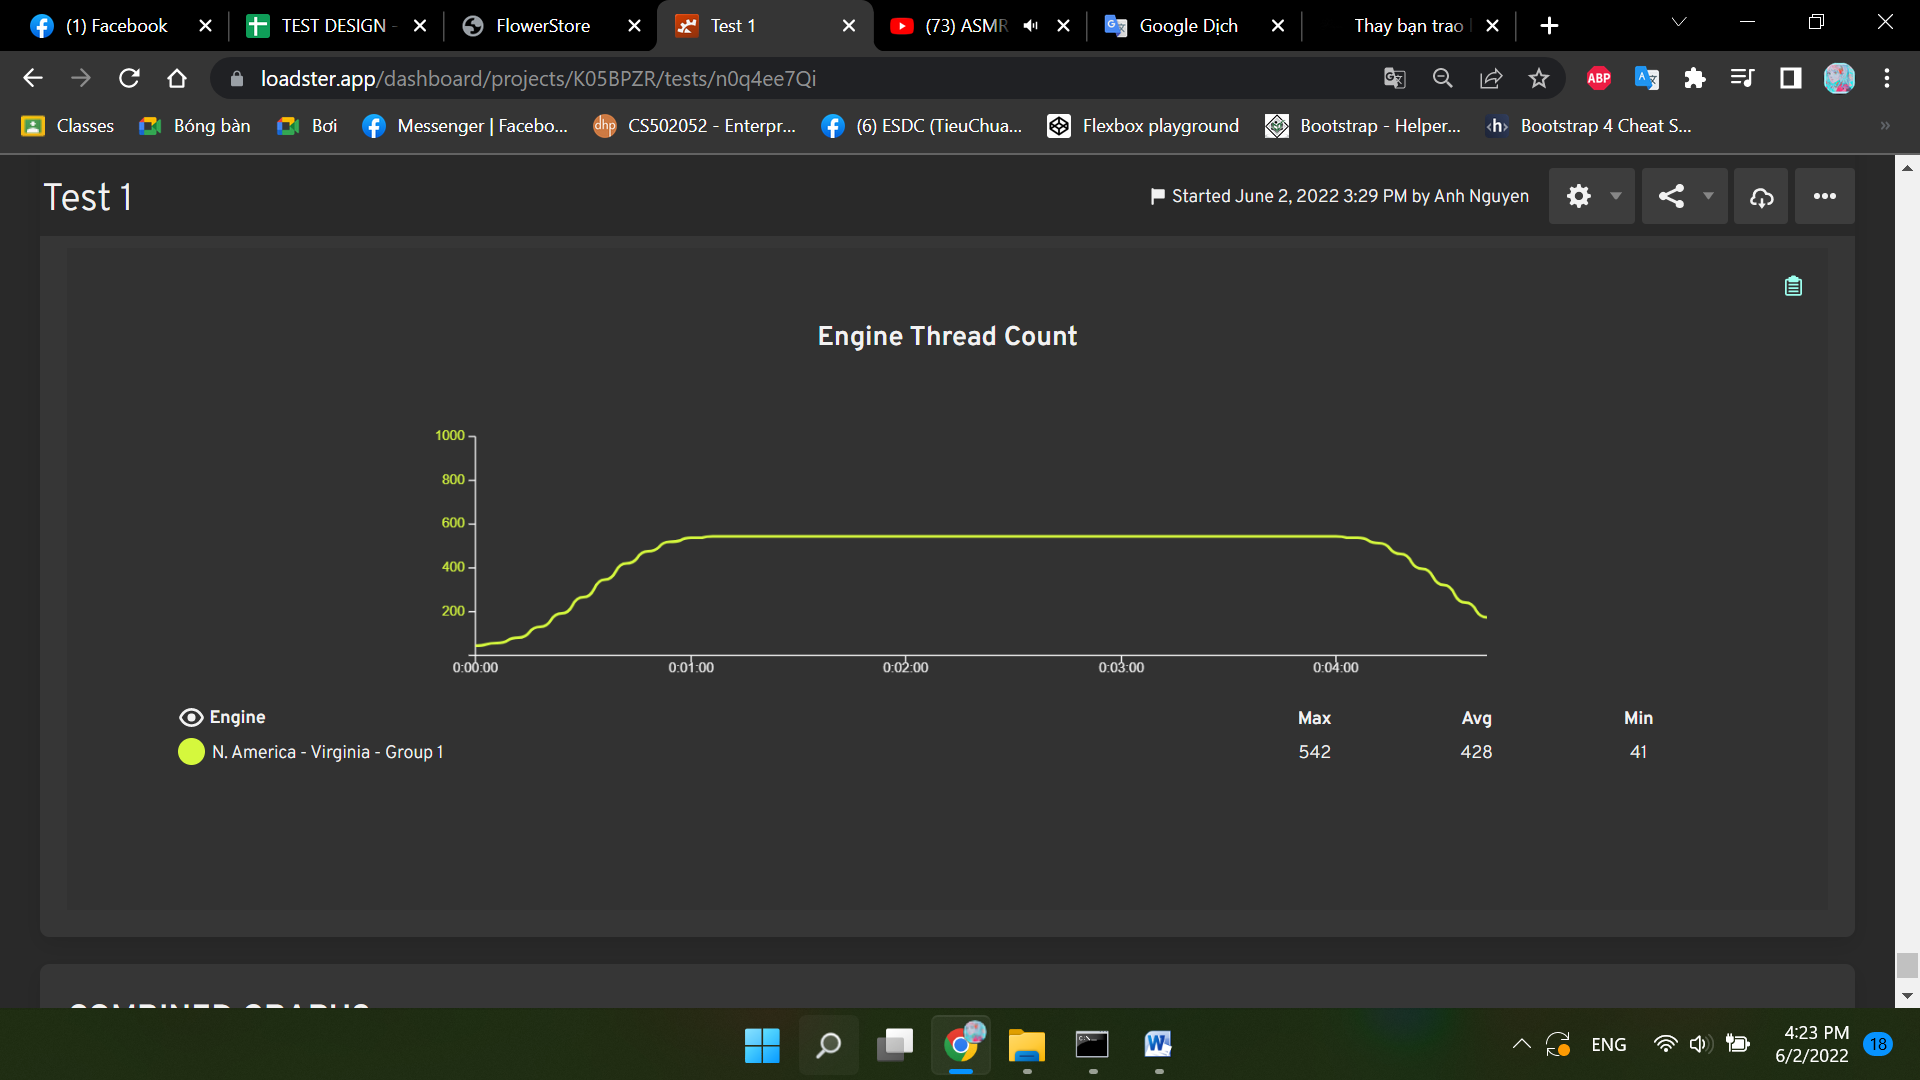 (1) Facebook
TEST DESIGN -
FlowerStore
Test 1
(73) ASMR
Google Dịch
Thay bạn trao
loadster.app/dashboard/projects/K05BPZR/tests/n0q4ee7Qi
ABP
Classes
Bóng bàn
Bơi
Messenger | Facebo...
dhp
CS502052 - Enterpr...
(6) ESDC (TieuChua...
Flexbox playground
Bootstrap - Helper...
<h>
Bootstrap 4 Cheat S...
»
Test 1
Started June 2, 2022 3:29 PM by Anh Nguyen
Engine Thread Count
1000
800
600
400
200
0:00:00
0:01:00
0:02:00
0:03:00
0:04:00
Engine
Max
Avg
Min
N. America - Virginia - Group 1
542
428
41
COMBINED GRAPHS
ENG
4:23 PM
6/2/2022
18